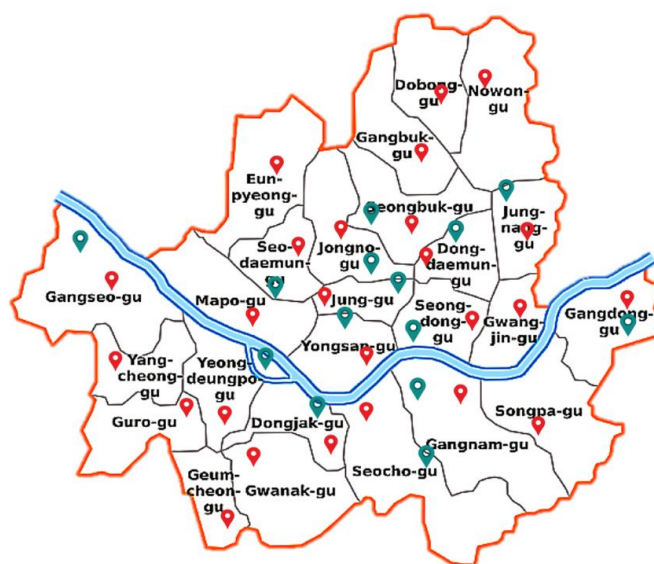 Dobong-
gu
Nowon-
gu
Gangbuk-
gu
Eun-
pyeong-
gu
Seongbuk-gu
Jung-
nang-
gu
Seo-
daemun-
gu
Jongno-
gu
Dong-
daemun-
gu
Gangseo-gu
Mapo-gu
Jung-gu
Seong-
dong-
gu
Gwang-
jin-gu
Gangdong-
gu
Yang-
cheong-
gu
Yeong-
deungpo-
gu
Yongsan-gu
Guro-gu
Dongjak-gu
Songpa-gu
Gangnam-gu
Seocho-gu
Geum-
cheon-
gu
Gwanak-gu